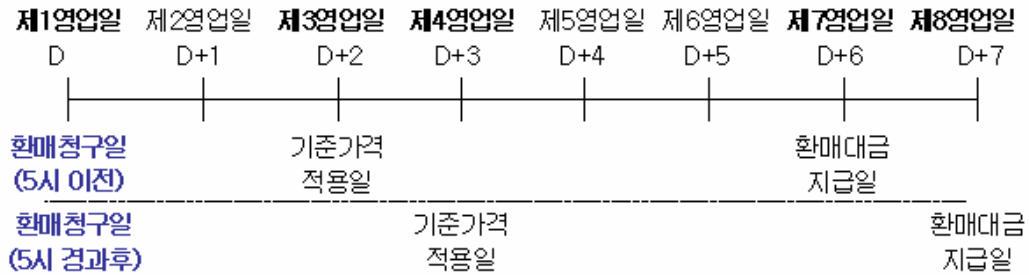 제1영업일 제2영업일 제3영업일 제4영업일 제5영업일 제6영업일 제7영업일 제8영업일
D D+1 D+2 D+3 D+4 D+5 D+6 D+7
환매청구일 기준가격 환매대금
(5시 이전) 적용일 지급일
환매청구일 기준가격 환매대금
(5시 경과후) 적용일 지급일